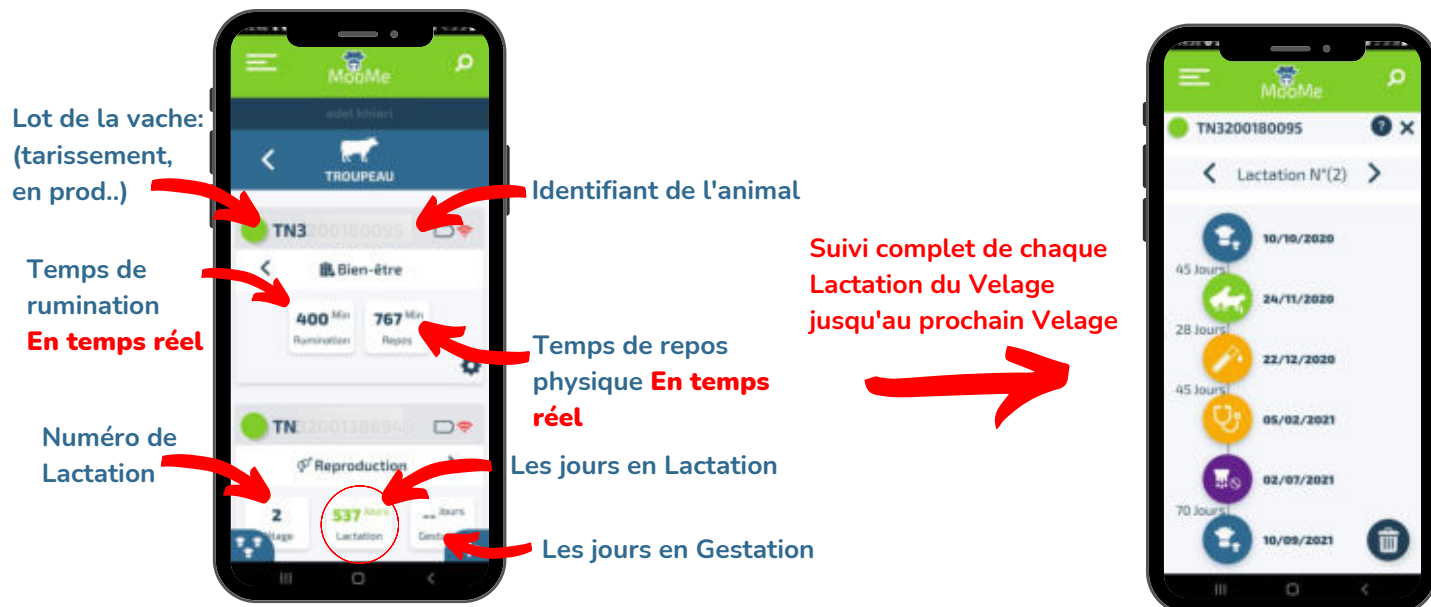 MooMe
adel khiari
TROUPEAU
Lot de la vache:
(tarissement,
en prod..)
Identifiant de l'animal
TN3200180095
Bien-être
Temps de
rumination
En temps réel
400 Min
Rumination
767 Min
Repos
Temps de repos
physique En temps
réel
TN
Numéro de
Lactation
Reproduction
Les jours en Lactation
2
537 Jours
Lactation
-- Jours
Les jours en Gestation
Suivi complet de chaque
Lactation du Velage
jusqu'au prochain Velage
MooMe
TN3200180095
Lactation N°(2)
10/10/2020
45 Jours
24/11/2020
28 Jours
22/12/2020
45 Jours
05/02/2021
02/07/2021
70 Jours
10/09/2021